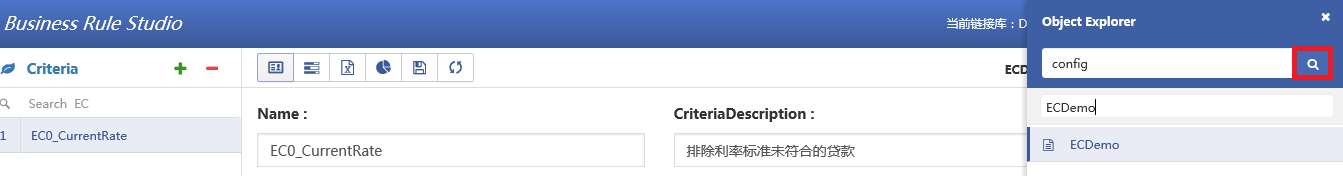 Business Rule Studio
当前链接库：D
Object Explorer
Criteria
config
ECD
Search EC
Name :
CriteriaDescription :
ECDemo
1
EC0_CurrentRate
EC0_CurrentRate
排除利率标准未符合的贷款
ECDemo